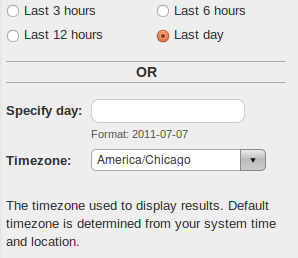 Last 3 hours Last 6 hours
Last 12 hours Last day
OR
Specify day:
Format: 2011-07-07
Timezone: America/Chicago
The timezone used to display results. Default
timezone is determined from your system time
and location.